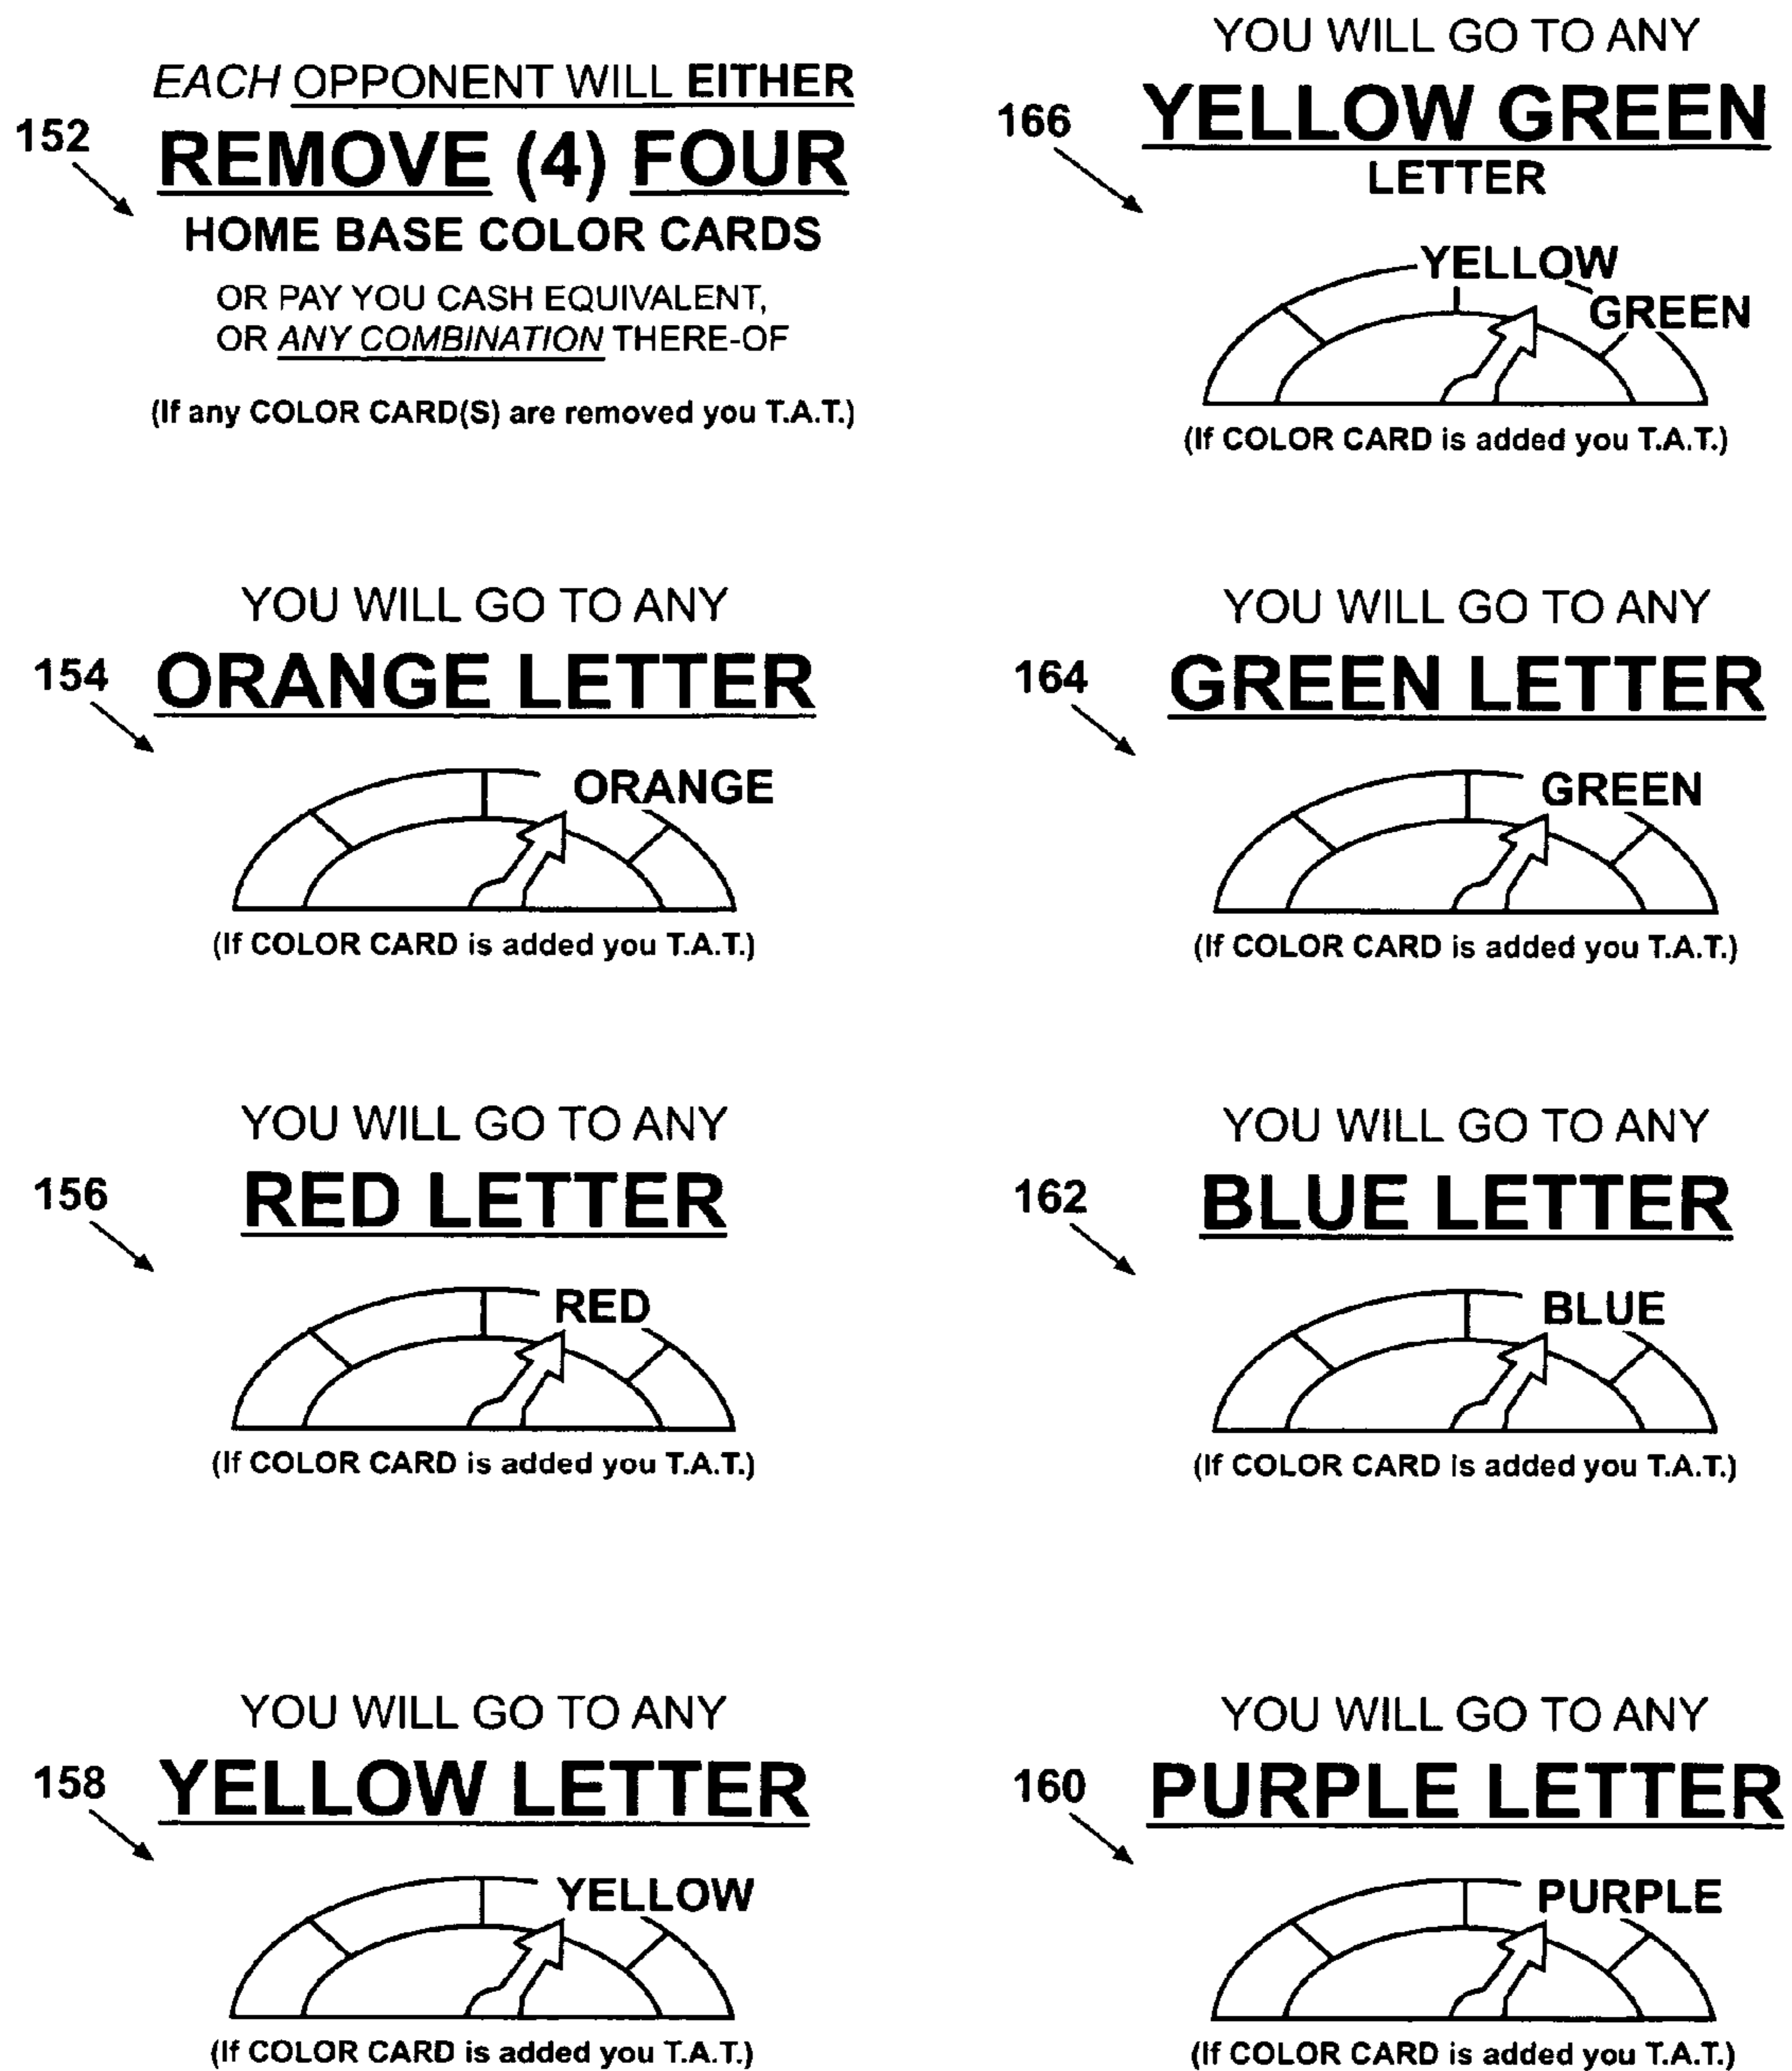 152
EACH OPPONENT WILL EITHER
REMOVE (4) FOUR
HOME BASE COLOR CARDS
OR PAY YOU CASH EQUIVALENT,
OR ANY COMBINATION THERE-OF
(If any COLOR CARD(S) are removed you T.A.T.)
166
YOU WILL GO TO ANY
YELLOW GREEN
LETTER
YELLOW
GREEN
(If COLOR CARD is added you T.A.T.)
154
YOU WILL GO TO ANY
ORANGE LETTER
ORANGE
(If COLOR CARD is added you T.A.T.)
164
YOU WILL GO TO ANY
GREEN LETTER
GREEN
(If COLOR CARD is added you T.A.T.)
156
YOU WILL GO TO ANY
RED LETTER
RED
(If COLOR CARD is added you T.A.T.)
162
YOU WILL GO TO ANY
BLUE LETTER
BLUE
(If COLOR CARD is added you T.A.T.)
158
YOU WILL GO TO ANY
YELLOW LETTER
YELLOW
(If COLOR CARD is added you T.A.T.)
160
YOU WILL GO TO ANY
PURPLE LETTER
PURPLE
(If COLOR CARD is added you T.A.T.)